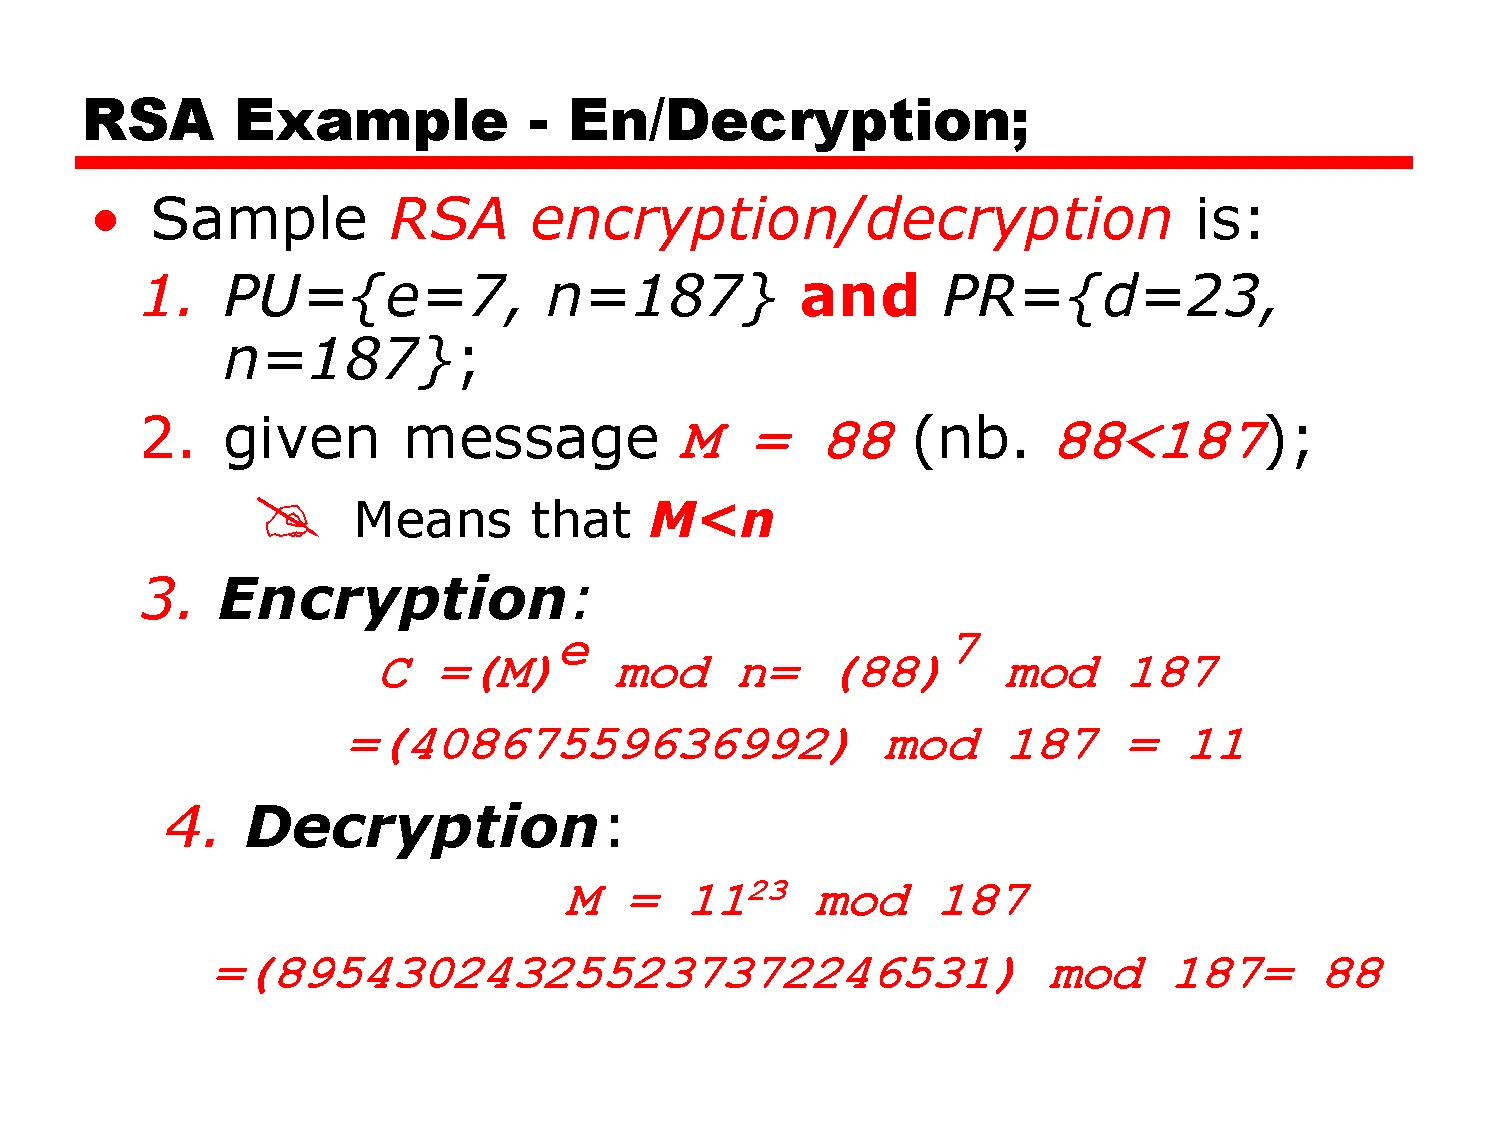 RSA Example - En/Decryption;
• Sample RSA encryption/decryption is:
1. PU={e=7, n=187} and PR={d=23,
n=187};
2. given message M = 88 (nb. 88<187);
Means that M<n
3. Encryption:
C =(M)^e mod n= (88)^7 mod 187
=(40867559636992) mod 187 = 11
4. Decryption:
M = 11²³ mod 187
=(895430243255237372246531) mod 187= 88